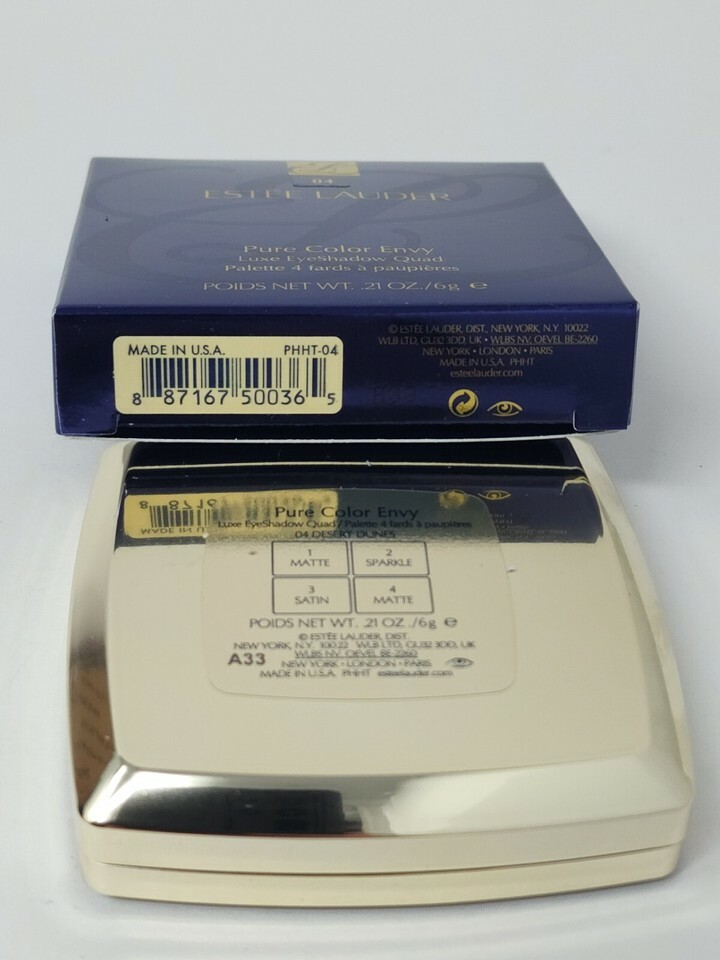 04
ESTĒE LAUDER
Pure Color Envy
Luxe EyeShadow Quad
Palette 4 fards à paupières
POIDS NET WT. .21 OZ./6g ℮
MADE IN U.S.A. PHHT-04
8 87167 50036 5
© ESTĒE LAUDER, DIST., NEW YORK, N.Y. 10022
WLB LTD, GU32 3DD, UK • WLBS NV. OEVEL BE-2260
NEW YORK • LONDON • PARIS
MADE IN U.S.A. PHHT
esteelauder.com
Pure Color Envy
Luxe EyeShadow Quad / Palette 4 fards à paupières
04 DESERT DUNES
1 MATTE
2 SPARKLE
3 SATIN
4 MATTE
POIDS NET WT. .21 OZ./6g ℮
© ESTĒE LAUDER, DIST.
NEW YORK, N.Y. 10022 WLB LTD, GU32 3DD, UK
WLBS NV. OEVEL BE-2260
A33 NEW YORK • LONDON • PARIS
MADE IN U.S.A. PHHT esteelauder.com